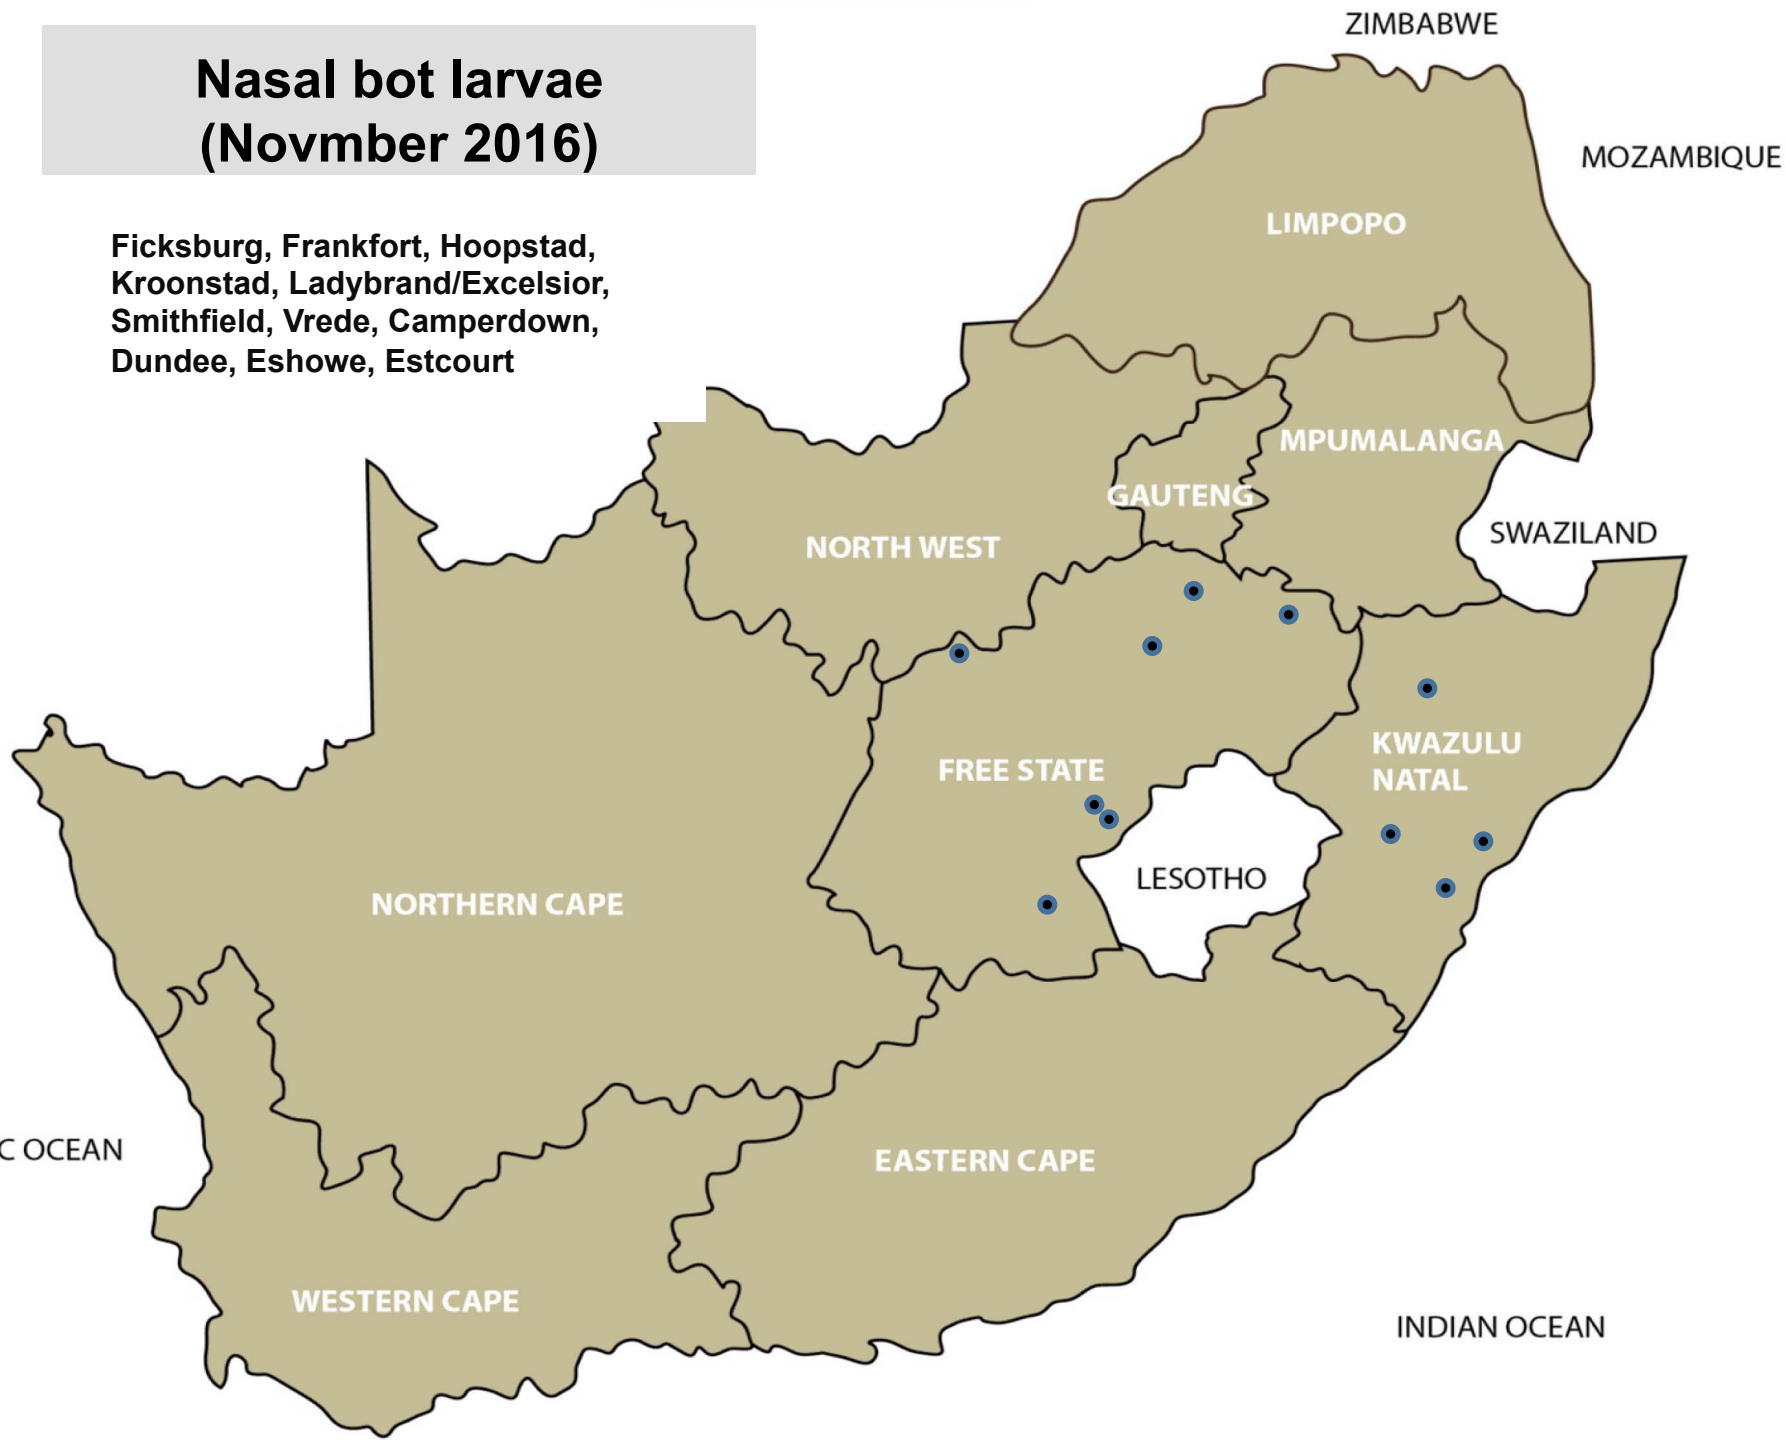 Nasal bot larvae
(Novmber 2016)
Ficksburg, Frankfort, Hoopstad,
Kroonstad, Ladybrand/Excelsior,
Smithfield, Vrede, Camperdown,
Dundee, Eshowe, Estcourt
ZIMBABWE
MOZAMBIQUE
LIMPOPO
MPUMALANGA
GAUTENG
SWAZILAND
NORTH WEST
KWAZULU
NATAL
FREE STATE
LESOTHO
NORTHERN CAPE
C OCEAN
EASTERN CAPE
WESTERN CAPE
INDIAN OCEAN